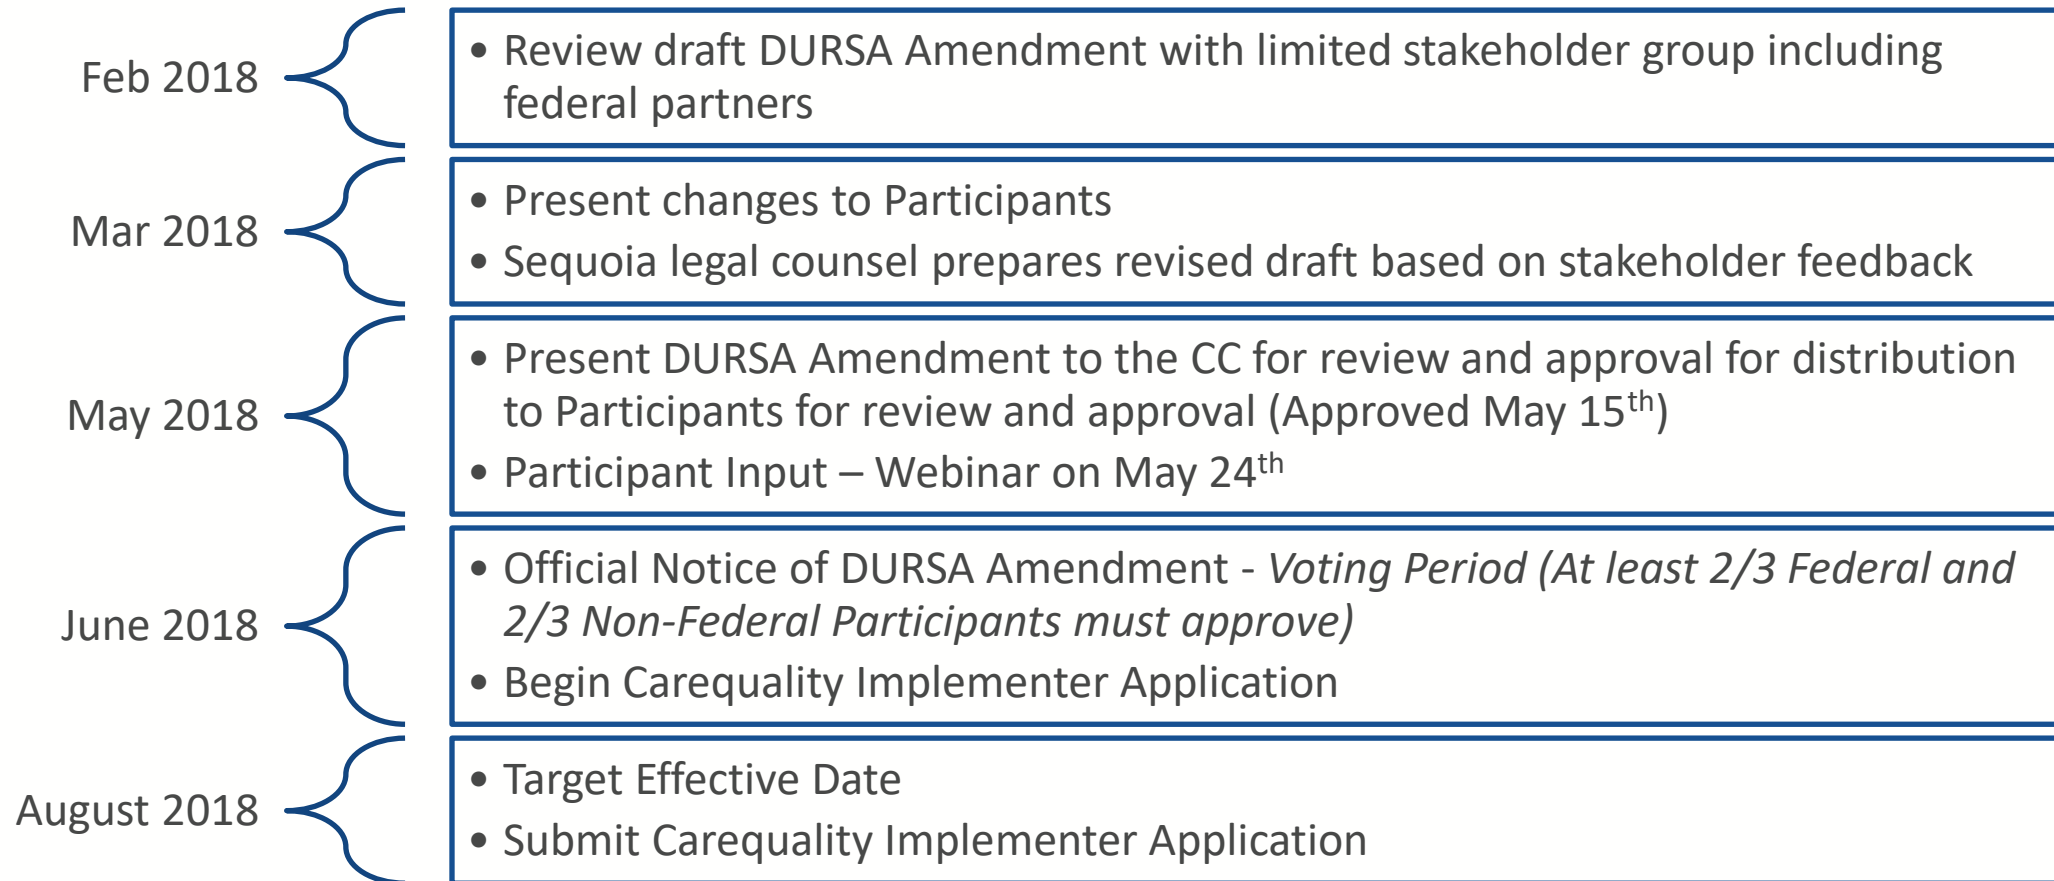 Feb 2018
• Review draft DURSA Amendment with limited stakeholder group including
federal partners
Mar 2018
• Present changes to Participants
• Sequoia legal counsel prepares revised draft based on stakeholder feedback
May 2018
• Present DURSA Amendment to the CC for review and approval for distribution
to Participants for review and approval (Approved May 15th)
• Participant Input – Webinar on May 24th
June 2018
• Official Notice of DURSA Amendment - Voting Period (At least 2/3 Federal and
2/3 Non-Federal Participants must approve)
• Begin Carequality Implementer Application
August 2018
• Target Effective Date
• Submit Carequality Implementer Application